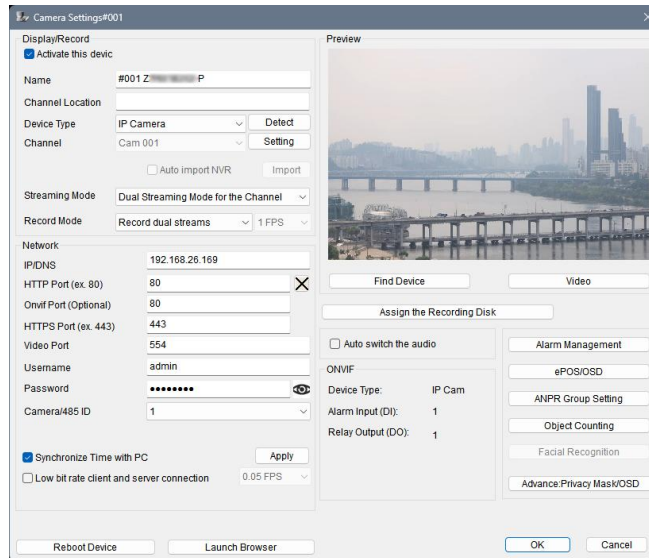 Camera Settings#001
Display/Record
Activate this devic
Name #001 Z P
Channel Location
Device Type IP Camera Detect
Channel Cam 001 Setting
Auto import NVR Import
Streaming Mode Dual Streaming Mode for the Channel
Record Mode Record dual streams 1 FPS
Network
IP/DNS 192.168.26.169
HTTP Port (ex. 80) 80
Onvif Port (Optional) 80
HTTPS Port (ex. 443) 443
Video Port 554
Username admin
Password ••••••••
Camera/485 ID 1
Synchronize Time with PC Apply
Low bit rate client and server connection 0.05 FPS
Reboot Device Launch Browser
Preview
Find Device Video
Assign the Recording Disk
Auto switch the audio
ONVIF
Device Type: IP Cam
Alarm Input (DI): 1
Relay Output (DO): 1
Alarm Management
ePOS/OSD
ANPR Group Setting
Object Counting
Facial Recognition
Advance:Privacy Mask/OSD
OK Cancel